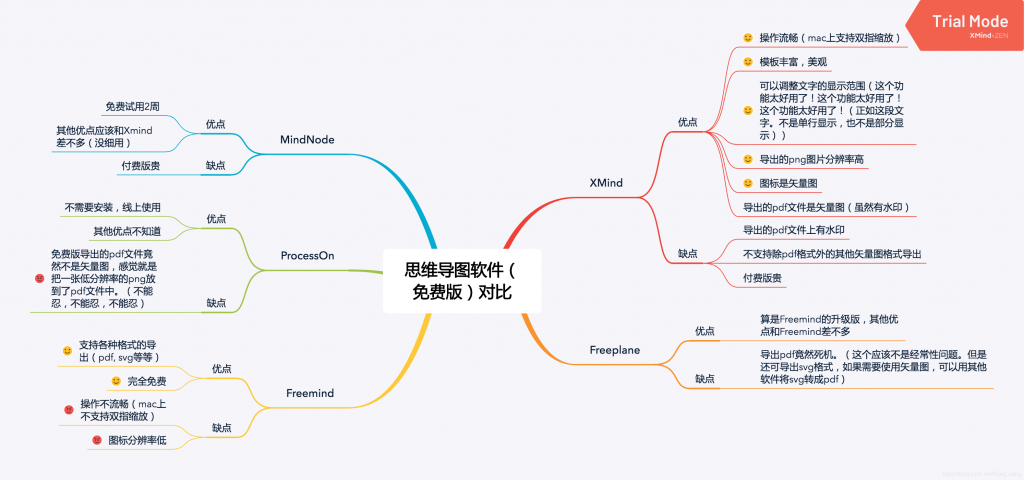 Trial Mode
XMind:ZEN
思维导图软件（
免费版）对比
XMind
优点
操作流畅（mac上支持双指缩放）
模板丰富，美观
可以调整文字的显示范围（这个功
能太好用了！这个功能太好用了！
这个功能太好用了！（正如这段文
字。不是单行显示，也不是部分显
示））
导出的png图片分辨率高
图标是矢量图
导出的pdf文件是矢量图（虽然有水印）
缺点
导出的pdf文件上有水印
不支持除pdf格式外的其他矢量图格式导出
付费版贵
Freeplane
优点
算是Freemind的升级版，其他优
点和Freemind差不多
缺点
导出pdf竟然死机。（这个应该不是经常性问题。但是
还可导出svg格式，如果需要使用矢量图，可以用其他
软件将svg转成pdf）
MindNode
优点
免费试用2周
其他优点应该和Xmind
差不多（没细用）
缺点
付费版贵
ProcessOn
优点
不需要安装，线上使用
其他优点不知道
缺点
免费版导出的pdf文件竟
然不是矢量图，感觉就是
把一张低分辨率的png放
到了pdf文件中。（不能
忍，不能忍，不能忍）
Freemind
优点
支持各种格式的导
出（pdf, svg等等）
完全免费
缺点
操作不流畅（mac上
不支持双指缩放）
图标分辨率低